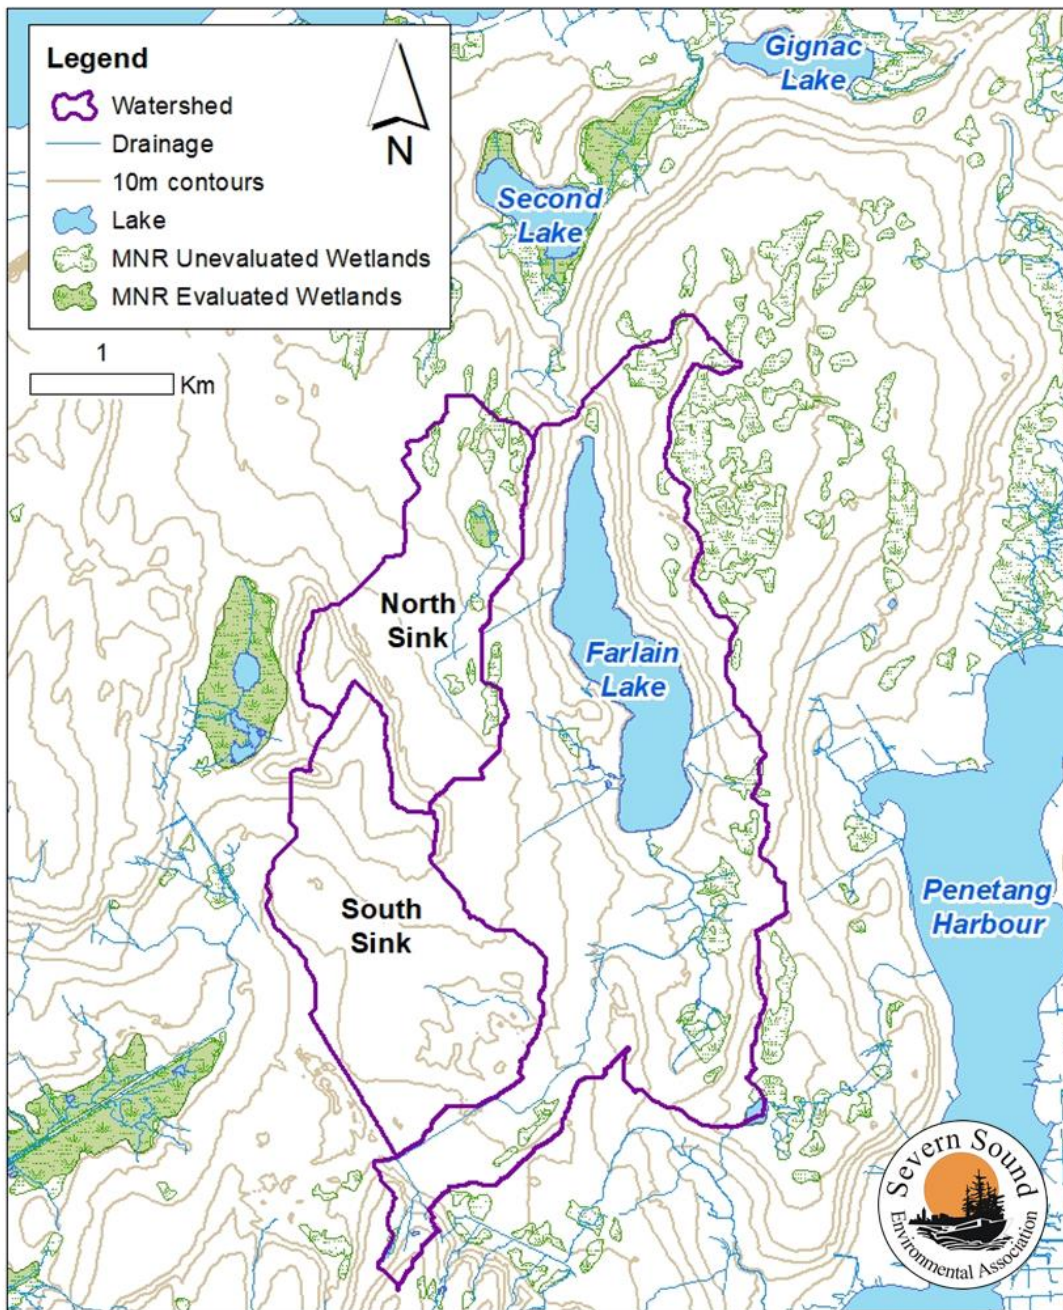 Legend
Watershed
Drainage
10m contours
Lake
MNR Unevaluated Wetlands
MNR Evaluated Wetlands
N
1
Km
Gignac
Lake
Second
Lake
North
Sink
Farlain
Lake
South
Sink
Penetang
Harbour
Severn Sound
Environmental Association